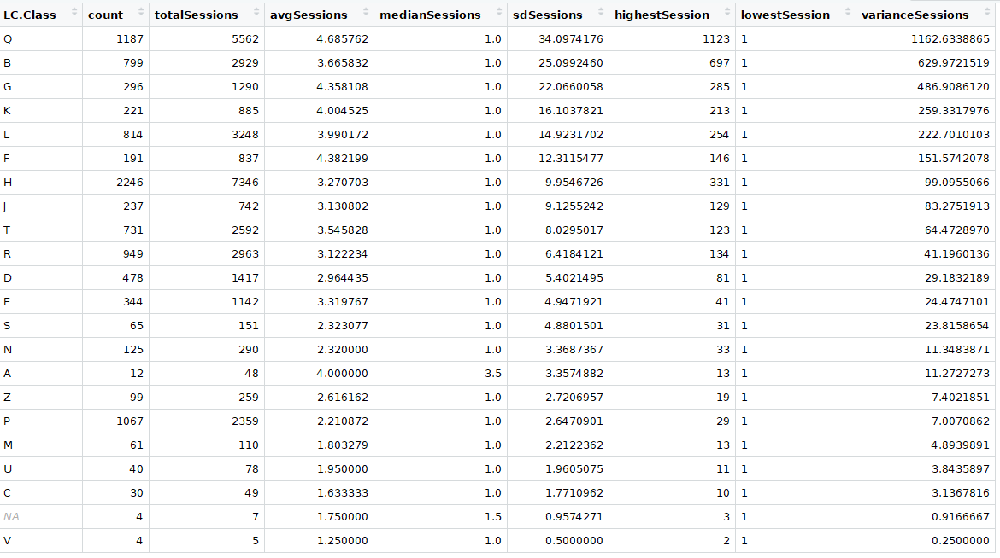 LC.Class count totalSessions avgSessions medianSessions sdSessions highestSession lowestSession varianceSessions
Q 1187 5562 4.685762 1.0 34.0974176 1123 1 1162.6338865
B 799 2929 3.665832 1.0 25.0992460 697 1 629.9721519
G 296 1290 4.358108 1.0 22.0660058 285 1 486.9086120
K 221 885 4.004525 1.0 16.1037821 213 1 259.3317976
L 814 3248 3.990172 1.0 14.9231702 254 1 222.7010103
F 191 837 4.382199 1.0 12.3115477 146 1 151.5742078
H 2246 7346 3.270703 1.0 9.9546726 331 1 99.0955066
J 237 742 3.130802 1.0 9.1255242 129 1 83.2751913
T 731 2592 3.545828 1.0 8.0295017 123 1 64.4728970
R 949 2963 3.122234 1.0 6.4184121 134 1 41.1960136
D 478 1417 2.964435 1.0 5.4021495 81 1 29.1832189
E 344 1142 3.319767 1.0 4.9471921 41 1 24.4747101
S 65 151 2.323077 1.0 4.8801501 31 1 23.8158654
N 125 290 2.320000 1.0 3.3687367 33 1 11.3483871
A 12 48 4.000000 3.5 3.3574882 13 1 11.2727273
Z 99 259 2.616162 1.0 2.7206957 19 1 7.4021851
P 1067 2359 2.210872 1.0 2.6470901 29 1 7.0070862
M 61 110 1.803279 1.0 2.2122362 13 1 4.8939891
U 40 78 1.950000 1.0 1.9605075 11 1 3.8435897
C 30 49 1.633333 1.0 1.7710962 10 1 3.1367816
NA 4 7 1.750000 1.5 0.9574271 3 1 0.9166667
V 4 5 1.250000 1.0 0.5000000 2 1 0.2500000